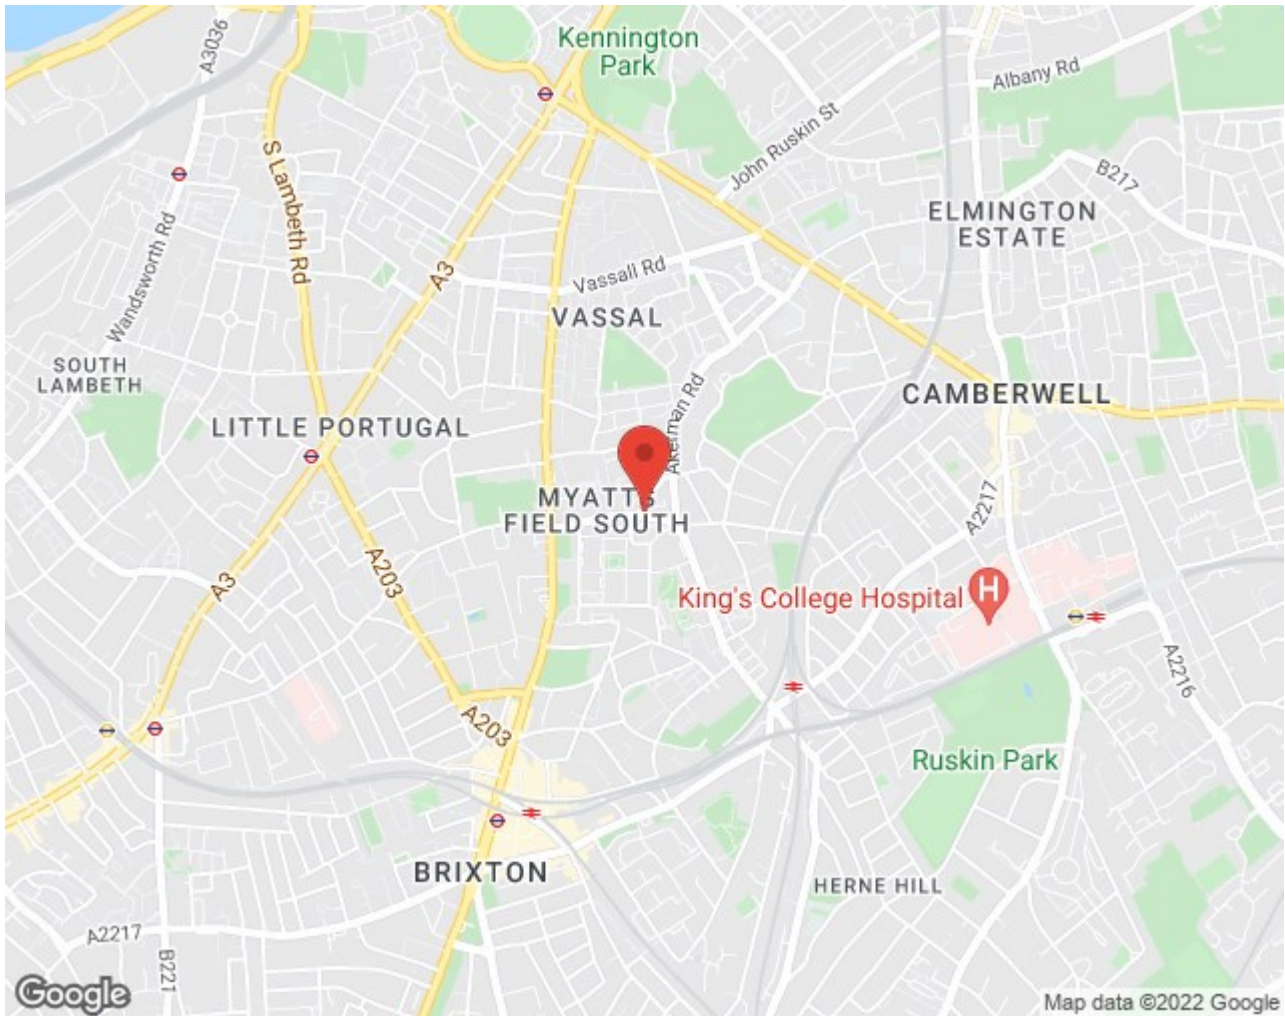 A3036
Kennington
Park
Albany Rd
John Ruskin St
S Lambeth Rd
B217
ELMINGTON
ESTATE
Wandsworth Rd
A3
Vassall Rd
VASSAL
SOUTH
LAMBETH
Akerman Rd
CAMBERWELL
LITTLE PORTUGAL
MYATTS
FIELD SOUTH
A2217
A203
A3
King's College Hospital
H
A2216
A203
Ruskin Park
BRIXTON
HERNE HILL
A2217
B221
Google
Map data ©2022 Google